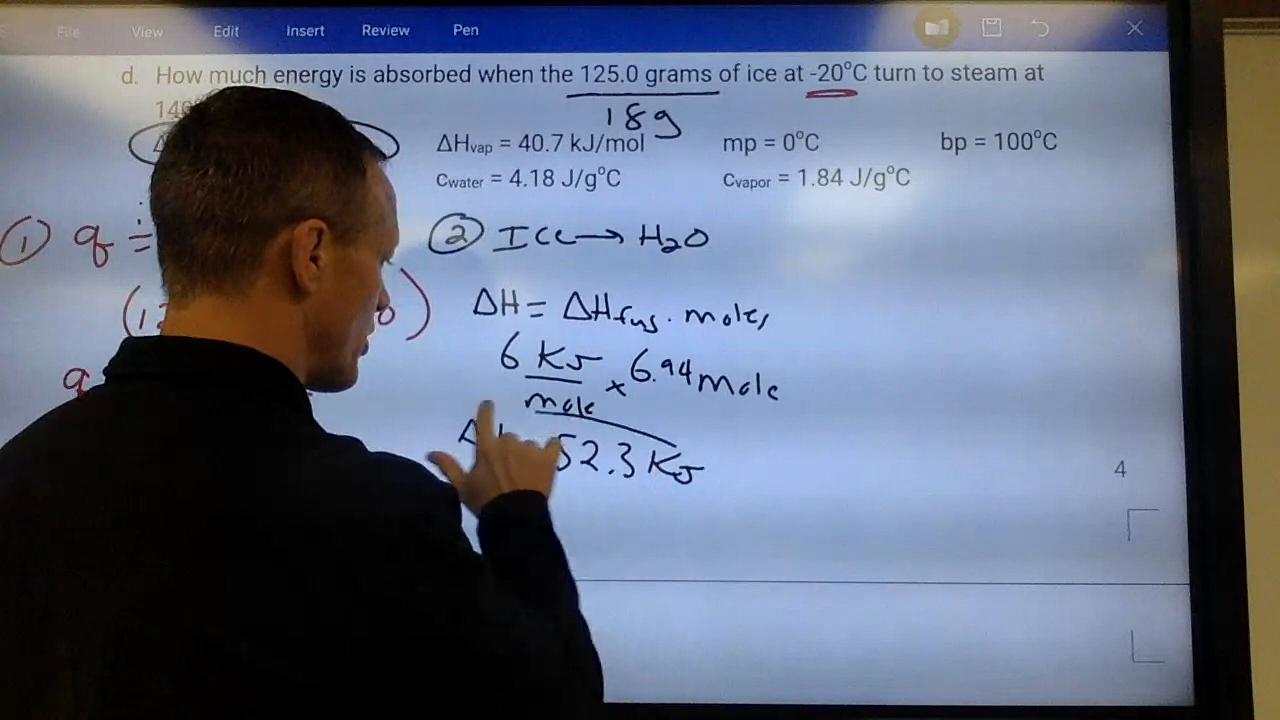 File View Edit Insert Review Pen
d. How much energy is absorbed when the 125.0 grams of ice at -20°C turn to steam at
18g
ΔHvap = 40.7 kJ/mol mp = 0°C bp = 100°C
Cwater = 4.18 J/g°C Cvapor = 1.84 J/g°C
① q =
② Ice → H2O
ΔH = ΔHfus · moles
6 KJ
mole × 6.94 mole
52.3 KJ
4